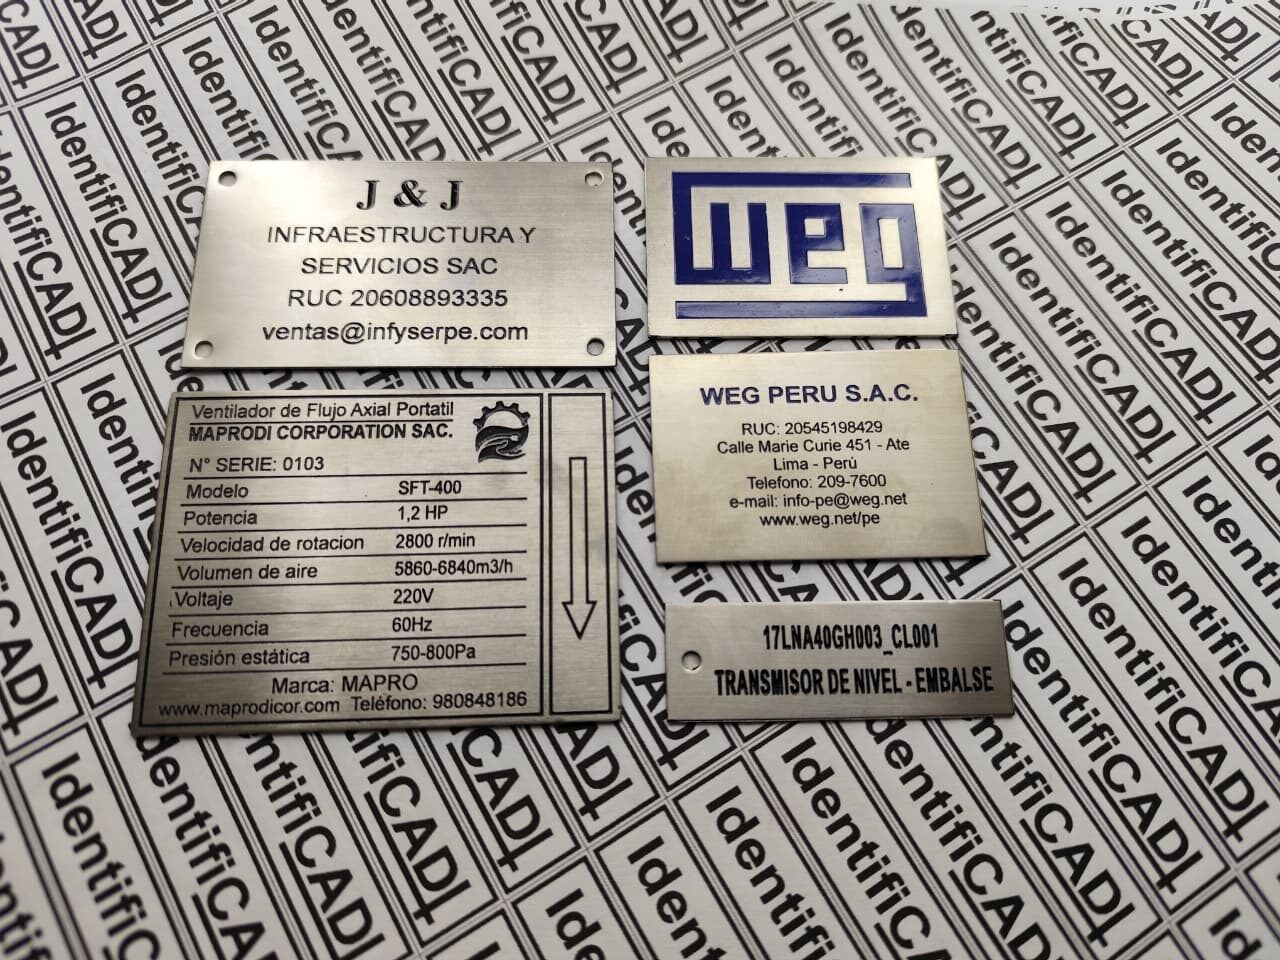 J & J
INFRAESTRUCTURA Y
SERVICIOS SAC
RUC 20608893335
ventas@infyserpe.com
weg
WEG PERU S.A.C.
RUC: 20545198429
Calle Marie Curie 451 - Ate
Lima - Perú
Telefono: 209-7600
e-mail: info-pe@weg.net
www.weg.net/pe
Ventilador de Flujo Axial Portatil
MAPRODI CORPORATION SAC.
N° SERIE: 0103
Modelo SFT-400
Potencia 1,2 HP
Velocidad de rotacion 2800 r/min
Volumen de aire 5860-6840m3/h
Voltaje 220V
Frecuencia 60Hz
Presión estática 750-800Pa
Marca: MAPRO
www.maprodicor.com Teléfono: 980848186
17LNA40GH003_CL001
TRANSMISOR DE NIVEL - EMBALSE
IdentifiCADI